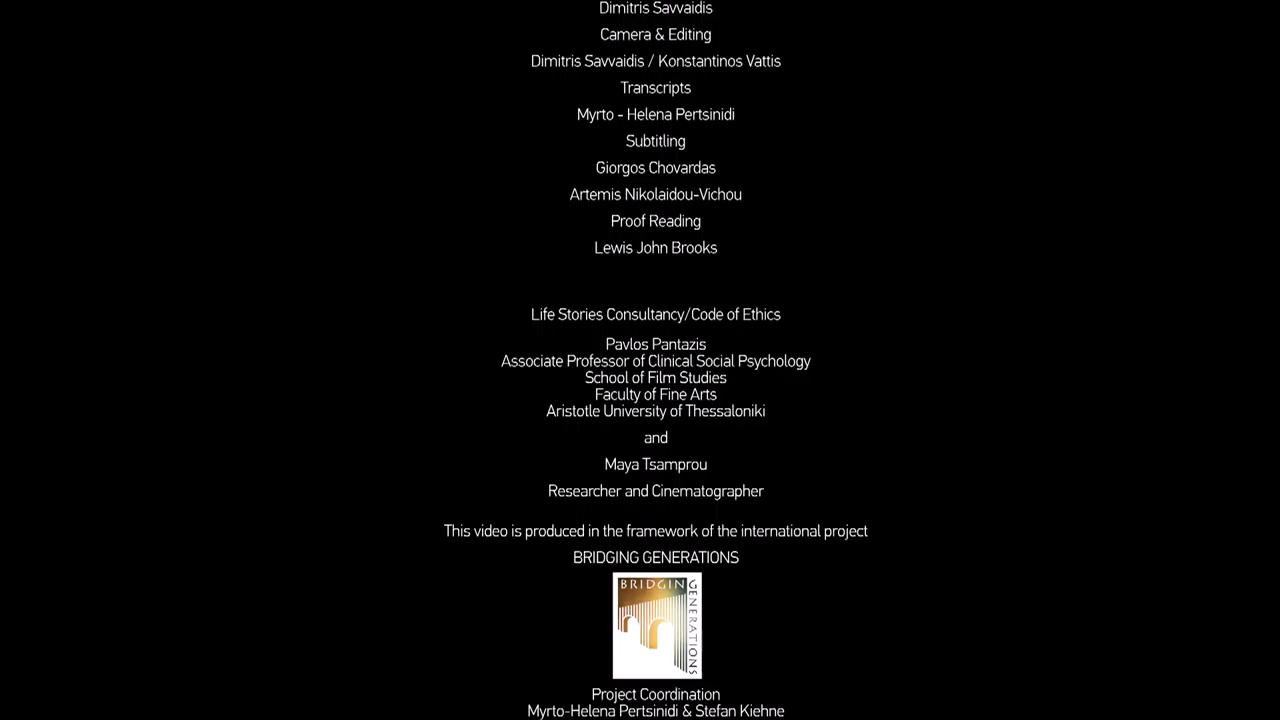 Dimitris Savvaidis
Camera & Editing
Dimitris Savvaidis / Konstantinos Vattis
Transcripts
Myrto - Helena Pertsinidi
Subtitling
Giorgos Chovardas
Artemis Nikolaidou-Vichou
Proof Reading
Lewis John Brooks
Life Stories Consultancy/Code of Ethics
Pavlos Pantazis
Associate Professor of Clinical Social Psychology
School of Film Studies
Faculty of Fine Arts
Aristotle University of Thessaloniki
and
Maya Tsamprou
Researcher and Cinematographer
This video is produced in the framework of the international project
BRIDGING GENERATIONS
BRIDGIN
GENERATIONS
Project Coordination
Myrto-Helena Pertsinidi & Stefan Kiehne